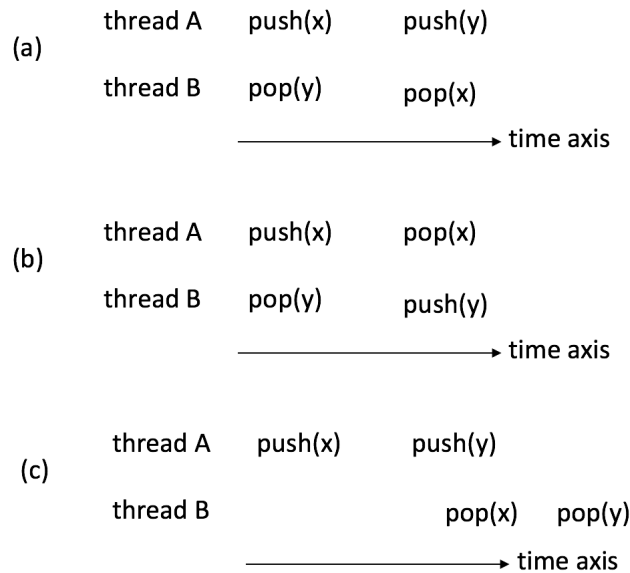 (a)
thread A push(x) push(y)
thread B pop(y) pop(x)
time axis
(b)
thread A push(x) pop(x)
thread B pop(y) push(y)
time axis
(c)
thread A push(x) push(y)
thread B pop(x) pop(y)
time axis